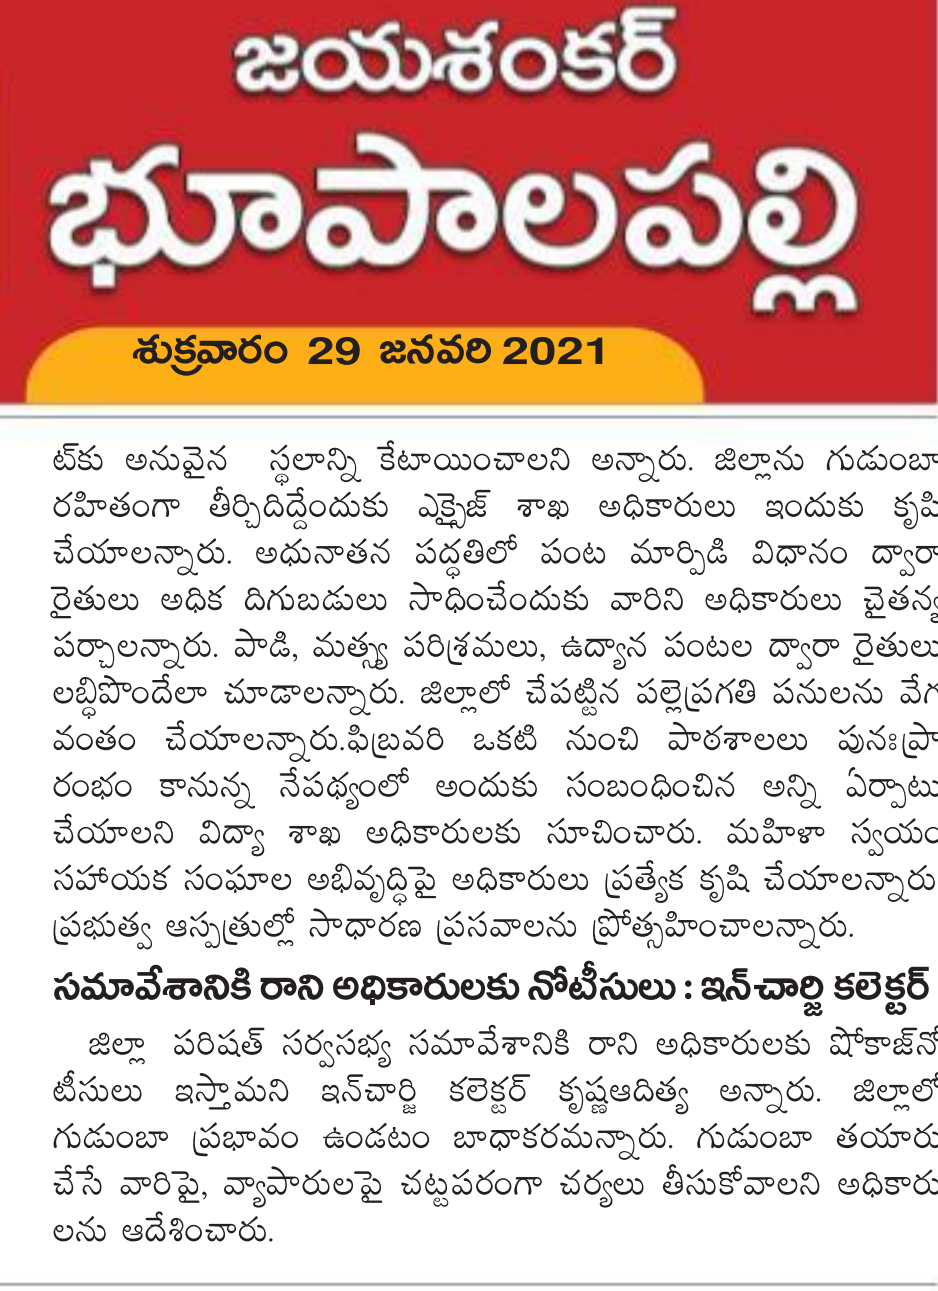 జయశంకర్
భూపాలపల్లి
శుక్రవారం 29 జనవరి 2021
ట్‌కు అనువైన స్థలాన్ని కేటాయించాలని అన్నారు. జిల్లాను గుడుంబా
రహితంగా తీర్చిదిద్దేందుకు ఎక్సైజ్ శాఖ అధికారులు ఇందుకు కృషి
చేయాలన్నారు. అధునాతన పద్ధతిలో పంట మార్పిడి విధానం ద్వారా
రైతులు అధిక దిగుబడులు సాధించేందుకు వారిని అధికారులు చైతన్య
పర్చాలన్నారు. పాడి, మత్స్య పరిశ్రమలు, ఉద్యాన పంటల ద్వారా రైతులు
లబ్ధిపొందేలా చూడాలన్నారు. జిల్లాలో చేపట్టిన పల్లెప్రగతి పనులను వేగ
వంతం చేయాలన్నారు.ఫిబ్రవరి ఒకటి నుంచి పాఠశాలలు పునఃప్రా
రంభం కానున్న నేపథ్యంలో అందుకు సంబంధించిన అన్ని ఏర్పాటు
చేయాలని విద్యా శాఖ అధికారులకు సూచించారు. మహిళా స్వయం
సహాయక సంఘాల అభివృద్ధిపై అధికారులు ప్రత్యేక కృషి చేయాలన్నారు
ప్రభుత్వ ఆస్పత్రుల్లో సాధారణ ప్రసవాలను ప్రోత్సహించాలన్నారు.
సమావేశానికి రాని అధికారులకు నోటీసులు : ఇన్‌చార్జి కలెక్టర్
జిల్లా పరిషత్ సర్వసభ్య సమావేశానికి రాని అధికారులకు షోకాజ్‌నో
టీసులు ఇస్తామని ఇన్‌చార్జి కలెక్టర్ కృష్ణఆదిత్య అన్నారు. జిల్లాలో
గుడుంబా ప్రభావం ఉండటం బాధాకరమన్నారు. గుడుంబా తయారు
చేసే వారిపై, వ్యాపారులపై చట్టపరంగా చర్యలు తీసుకోవాలని అధికారు
లను ఆదేశించారు.